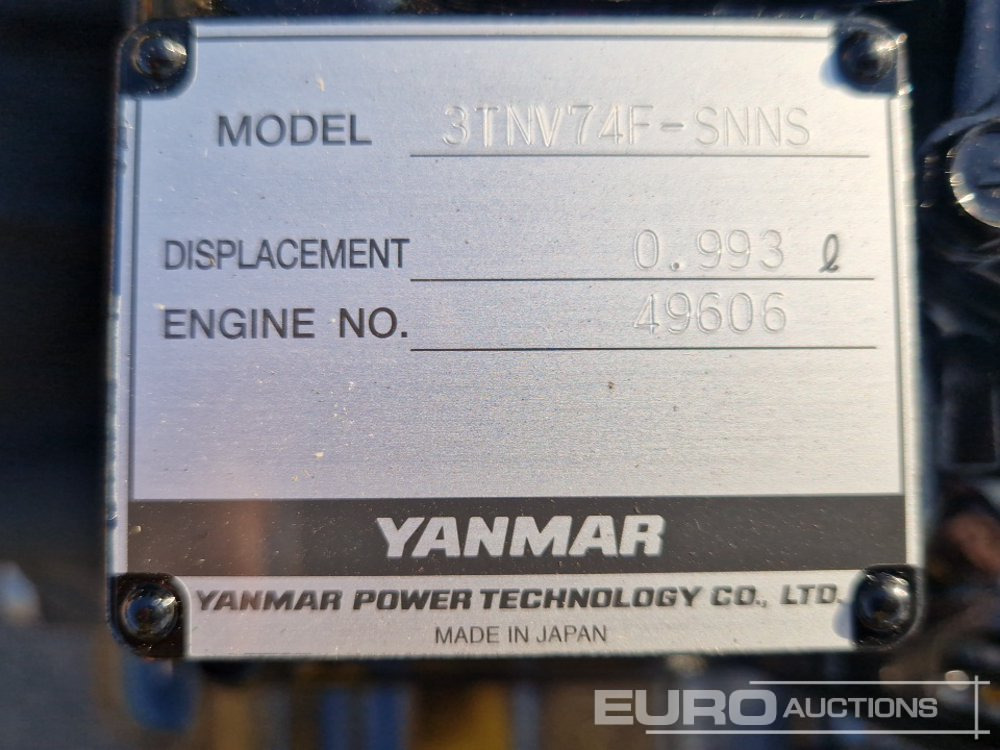 MODEL 3TNV74F-SNNS
DISPLACEMENT 0.993 ℓ
ENGINE NO. 49606
YANMAR
YANMAR POWER TECHNOLOGY CO., LTD.
MADE IN JAPAN
EURO AUCTIONS